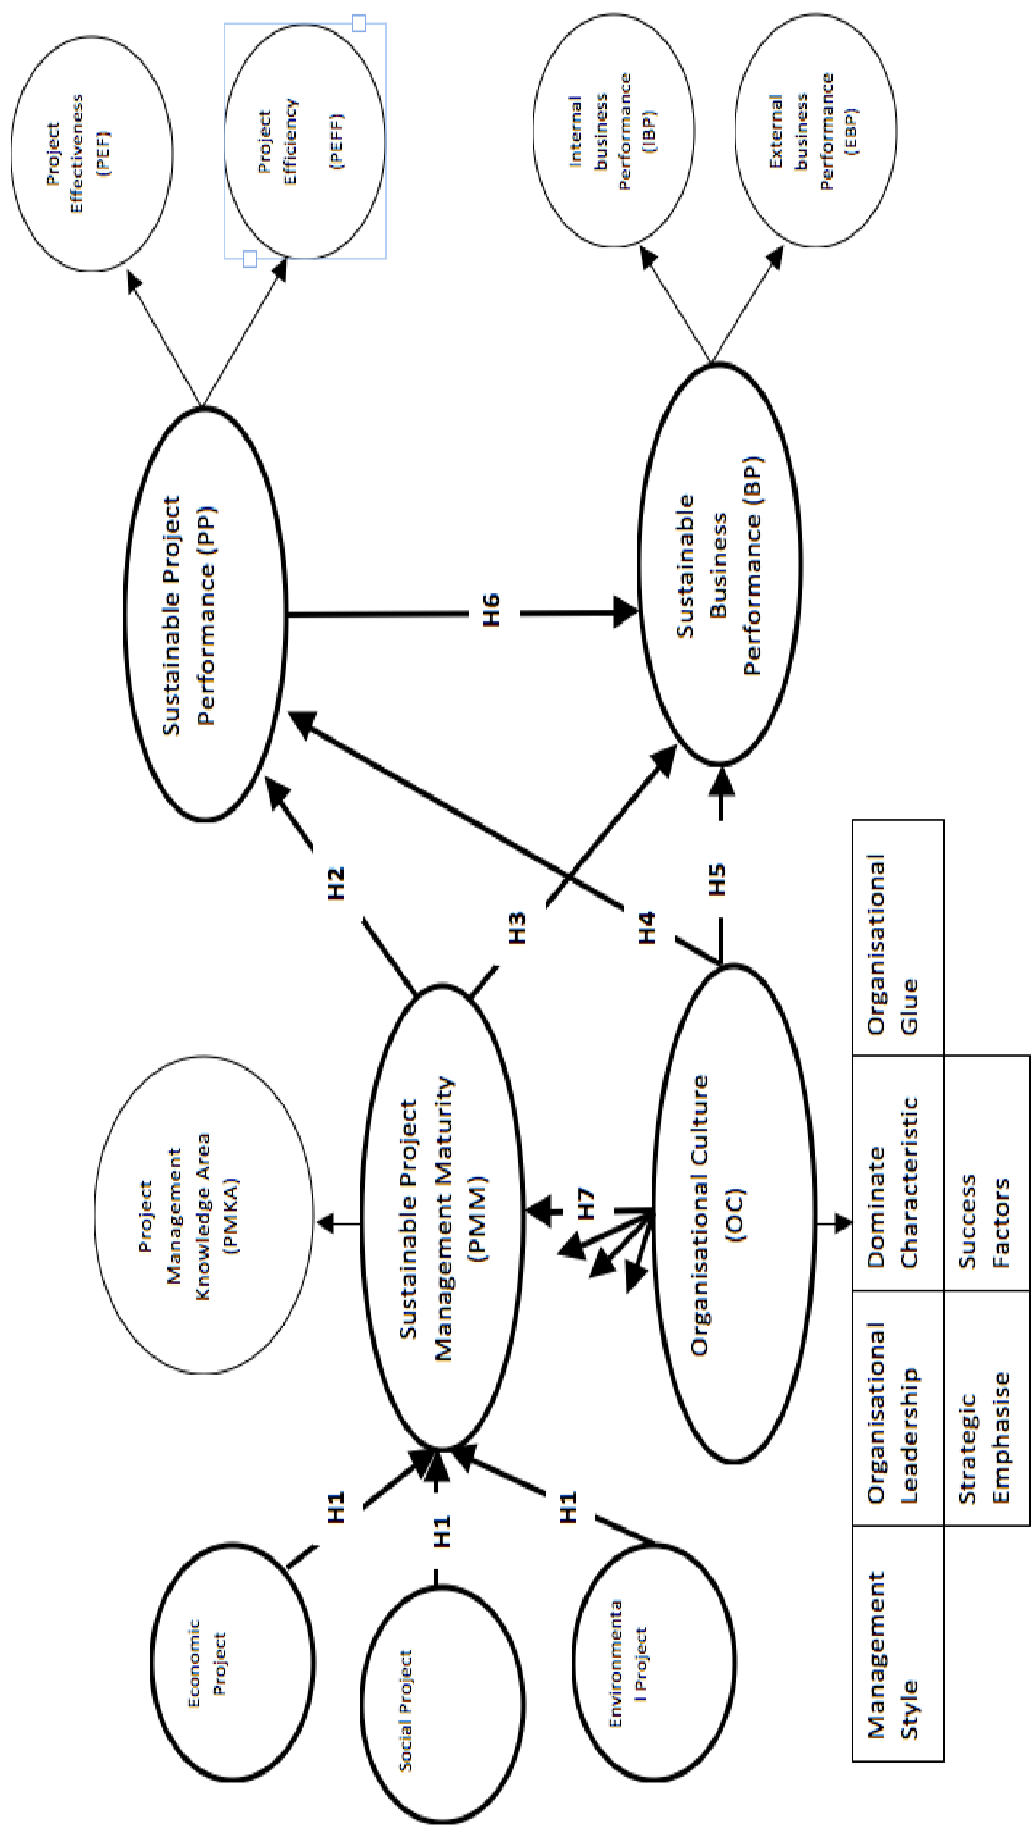 Economic
Project
Social Project
Environmenta
l Project
H1
H1
H1
Project
Management
Knowledge Area
(PMKA)
Sustainable Project
Management Maturity
(PMM)
H7
Organisational Culture
(OC)
Management
Style
Organisational
Leadership
Dominate
Characteristic
Organisational
Glue
Strategic
Emphasise
Success
Factors
H2
H3
H4
H5
Sustainable Project
Performance (PP)
H6
Sustainable
Business
Performance (BP)
Project
Effectiveness
(PEF)
Project
Efficiency
(PEFF)
Internal
business
Performance
(IBP)
External
business
Performance
(EBP)